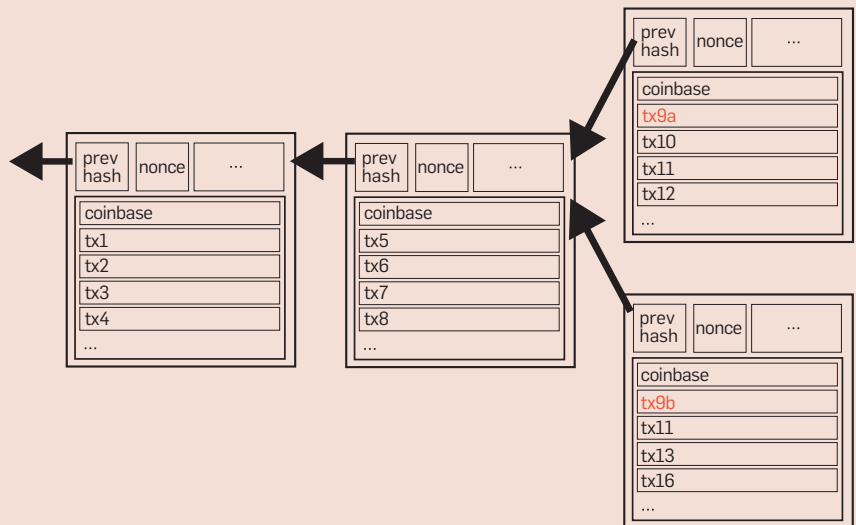 prev
hash
nonce
...
coinbase
tx1
tx2
tx3
tx4
...
prev
hash
nonce
...
coinbase
tx5
tx6
tx7
tx8
...
prev
hash
nonce
...
coinbase
tx9a
tx10
tx11
tx12
...
prev
hash
nonce
...
coinbase
tx9b
tx11
tx13
tx16
...